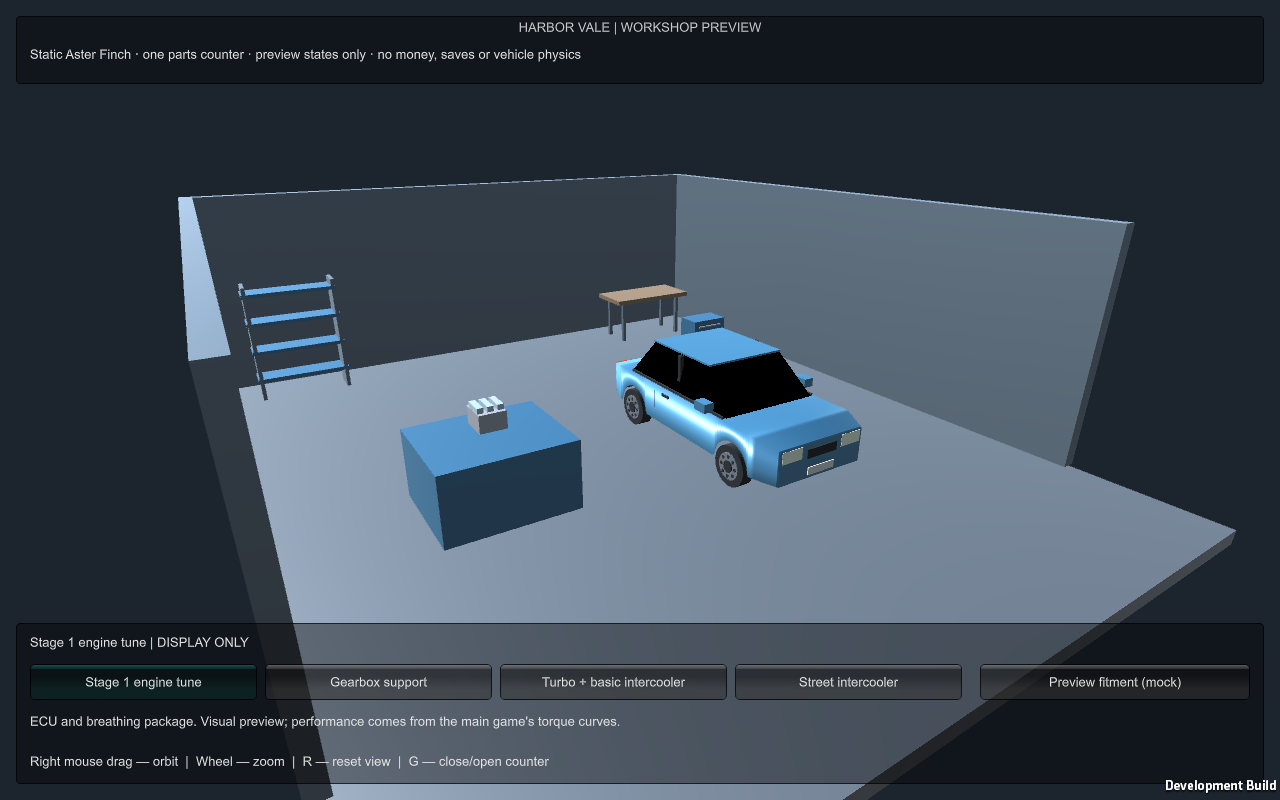 HARBOR VALE | WORKSHOP PREVIEW
Static Aster Finch · one parts counter · preview states only · no money, saves or vehicle physics
Stage 1 engine tune | DISPLAY ONLY
Stage 1 engine tune
Gearbox support
Turbo + basic intercooler
Street intercooler
Preview fitment (mock)
ECU and breathing package. Visual preview; performance comes from the main game's torque curves.
Right mouse drag — orbit | Wheel — zoom | R — reset view | G — close/open counter
Development Build